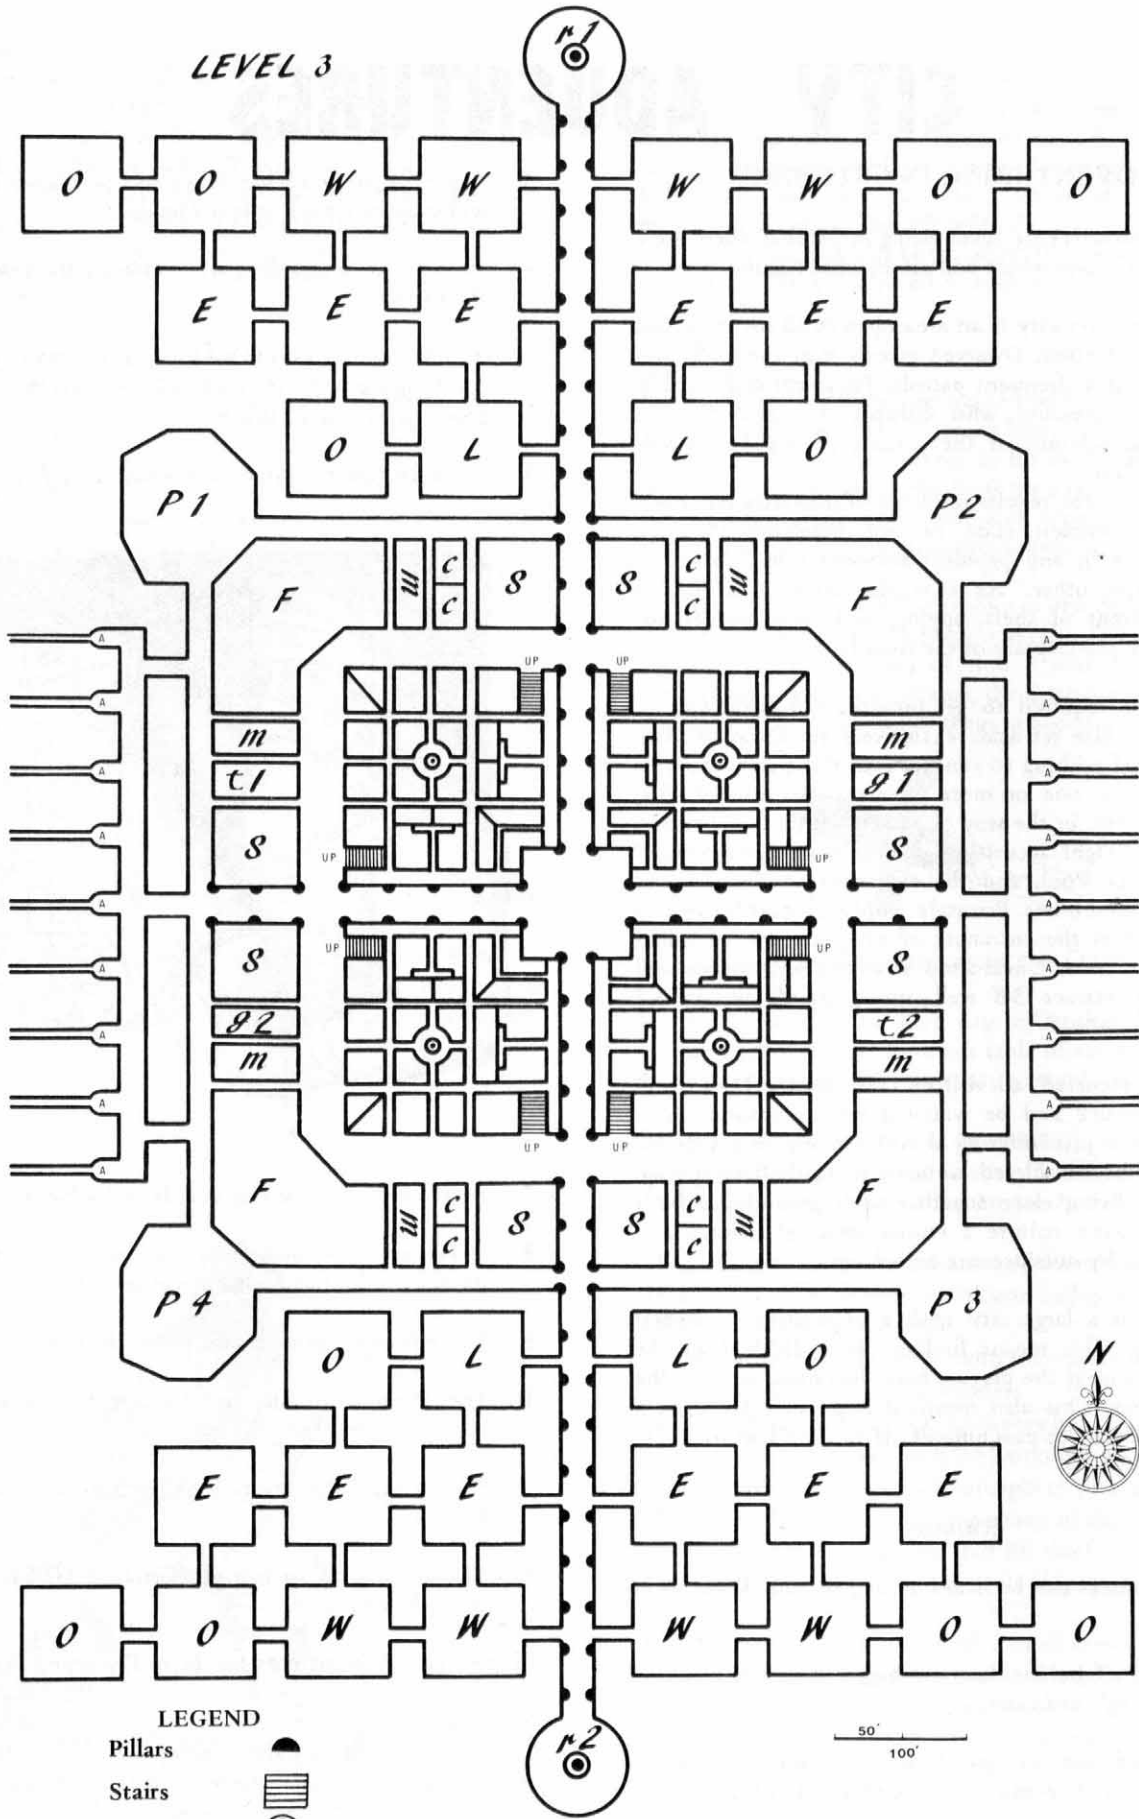 r1
LEVEL 3
O O W W W W O O
E E E E E E
O L L O
P1 P2
F m C S S C m F
C C
A A
UP UP
A A
m m
A A
t1 g1
A S UP UP S A
A A
A S UP UP S A
g2 t2
A A
m m
A A
UP UP
A A
F m C S S C m F
C C
P4 P3
O L L O
N
E E E E E E
O O W W W W O O
LEGEND
r2
50'
100'
Pillars
Stairs